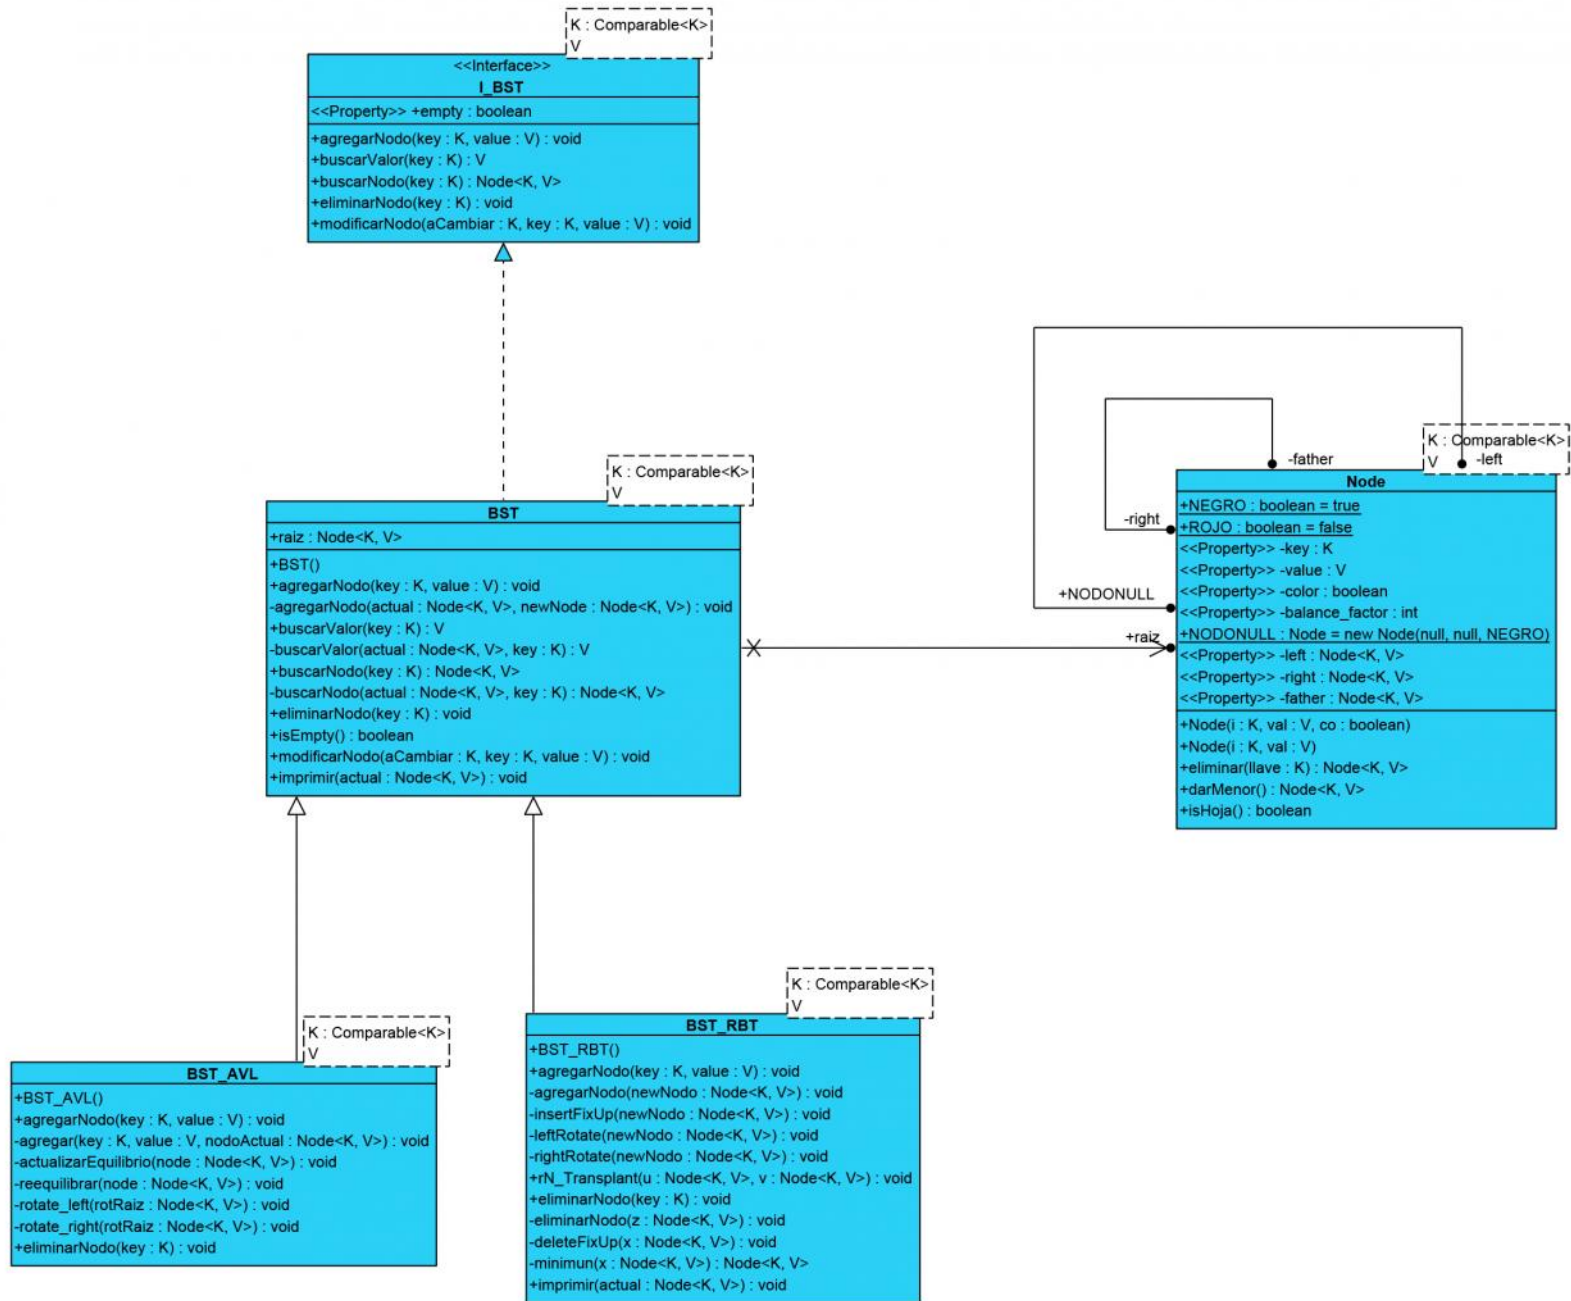 K : Comparable<K>
V
<<Interface>>
I_BST
<<Property>> +empty : boolean
+agregarNodo(key : K, value : V) : void
+buscarValor(key : K) : V
+buscarNodo(key : K) : Node<K, V>
+eliminarNodo(key : K) : void
+modificarNodo(aCambiar : K, key : K, value : V) : void
K : Comparable<K>
V
BST
+raiz : Node<K, V>
+BST()
+agregarNodo(key : K, value : V) : void
-agregarNodo(actual : Node<K, V>, newNode : Node<K, V>) : void
+buscarValor(key : K) : V
-buscarValor(actual : Node<K, V>, key : K) : V
+buscarNodo(key : K) : Node<K, V>
-buscarNodo(actual : Node<K, V>, key : K) : Node<K, V>
+eliminarNodo(key : K) : void
+isEmpty() : boolean
+modificarNodo(aCambiar : K, key : K, value : V) : void
+imprimir(actual : Node<K, V>) : void
+raiz
-father
-left
-right
+NODONULL
K : Comparable<K>
V
Node
+NEGRO : boolean = true
+ROJO : boolean = false
<<Property>> -key : K
<<Property>> -value : V
<<Property>> -color : boolean
<<Property>> -balance_factor : int
+NODONULL : Node = new Node(null, null, NEGRO)
<<Property>> -left : Node<K, V>
<<Property>> -right : Node<K, V>
<<Property>> -father : Node<K, V>
+Node(i : K, val : V, co : boolean)
+Node(i : K, val : V)
+eliminar(llave : K) : Node<K, V>
+darMenor() : Node<K, V>
+isHoja() : boolean
K : Comparable<K>
V
BST_AVL
+BST_AVL()
+agregarNodo(key : K, value : V) : void
-agregar(key : K, value : V, nodoActual : Node<K, V>) : void
-actualizarEquilibrio(node : Node<K, V>) : void
-reequilibrar(node : Node<K, V>) : void
-rotate_left(rotRaiz : Node<K, V>) : void
-rotate_right(rotRaiz : Node<K, V>) : void
+eliminarNodo(key : K) : void
K : Comparable<K>
V
BST_RBT
+BST_RBT()
+agregarNodo(key : K, value : V) : void
-agregarNodo(newNodo : Node<K, V>) : void
-insertFixUp(newNodo : Node<K, V>) : void
-leftRotate(newNodo : Node<K, V>) : void
-rightRotate(newNodo : Node<K, V>) : void
+rN_Transplant(u : Node<K, V>, v : Node<K, V>) : void
+eliminarNodo(key : K) : void
-eliminarNodo(z : Node<K, V>) : void
-deleteFixUp(x : Node<K, V>) : void
-minimun(x : Node<K, V>) : Node<K, V>
+imprimir(actual : Node<K, V>) : void